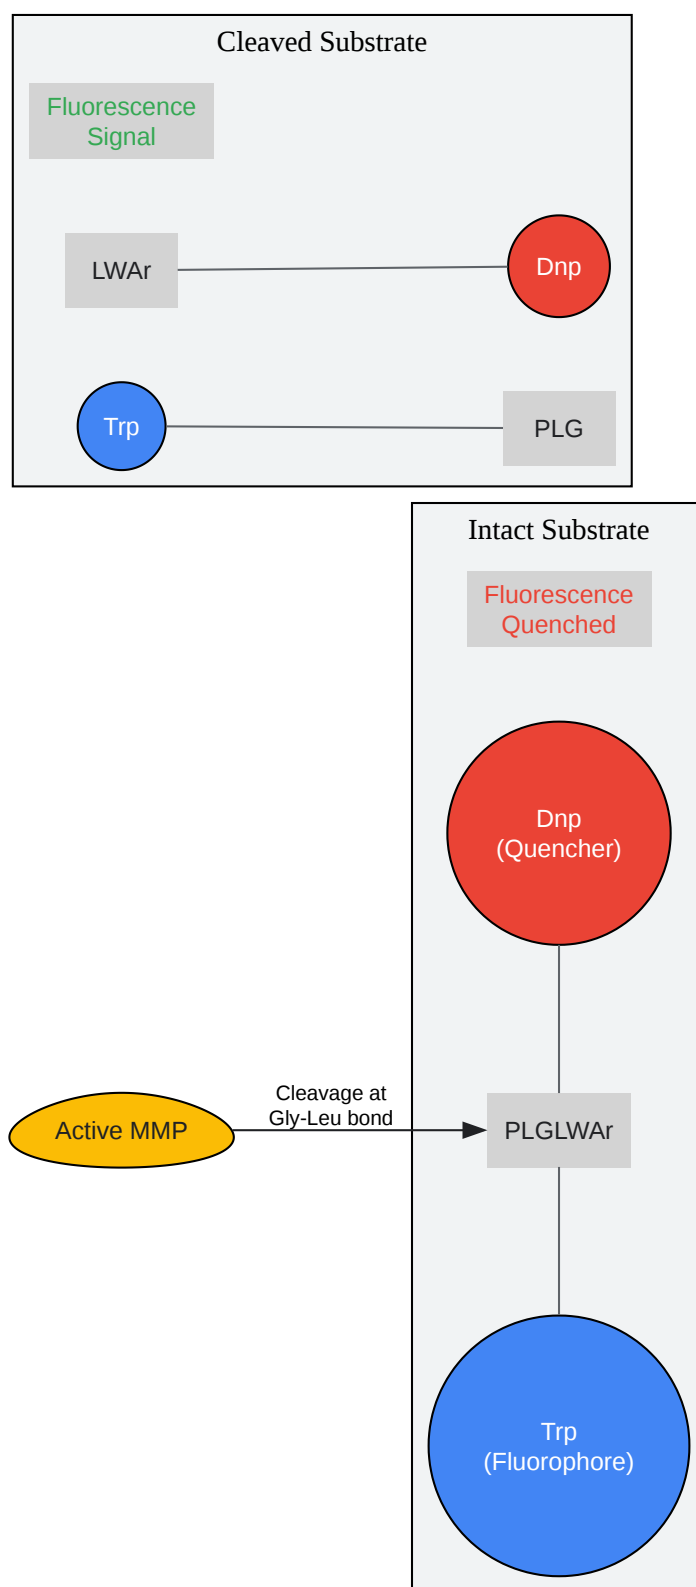 Cleaved Substrate
Fluorescence
Signal
LWAr
Dnp
Trp
PLG
Intact Substrate
Fluorescence
Quenched
Dnp
(Quencher)
Cleavage at
Gly-Leu bond
Active MMP
PLGLWAr
Trp
(Fluorophore)